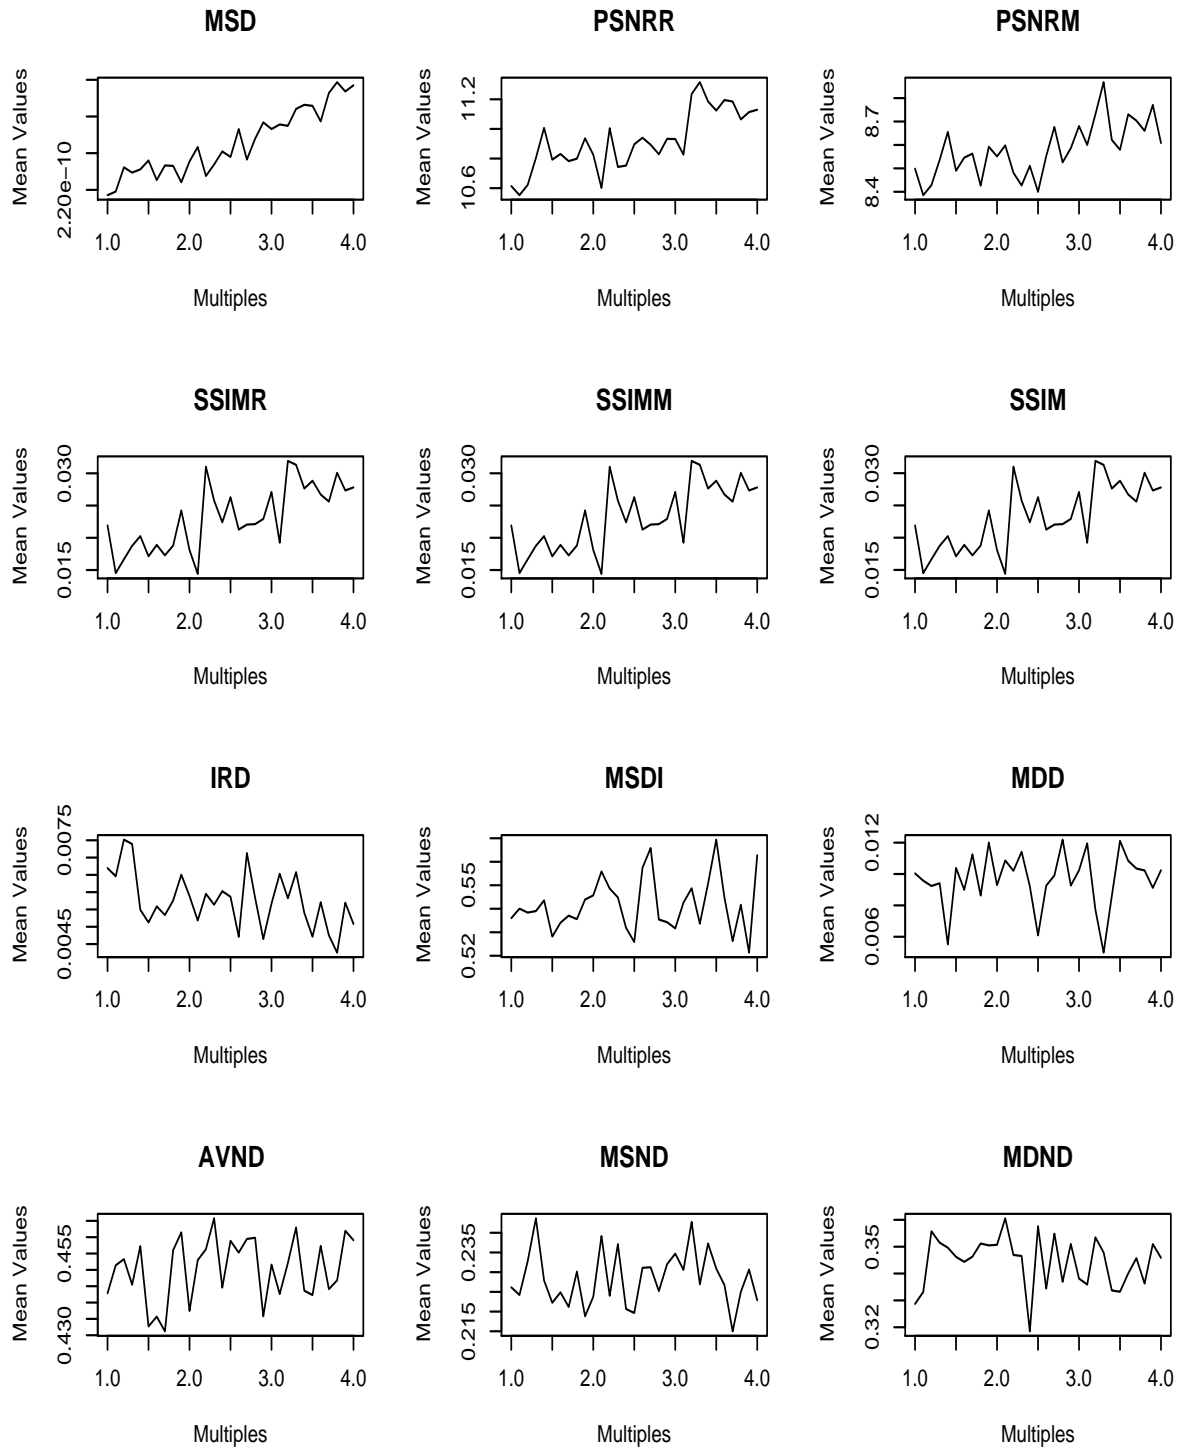 MSD
Mean Values
2.20e−10
1.0 2.0 3.0 4.0
Multiples
PSNRR
Mean Values
10.6 11.2
1.0 2.0 3.0 4.0
Multiples
PSNRM
Mean Values
8.4 8.7
1.0 2.0 3.0 4.0
Multiples
SSIMR
Mean Values
0.015 0.030
1.0 2.0 3.0 4.0
Multiples
SSIMM
Mean Values
0.015 0.030
1.0 2.0 3.0 4.0
Multiples
SSIM
Mean Values
0.015 0.030
1.0 2.0 3.0 4.0
Multiples
IRD
Mean Values
0.0045 0.0075
1.0 2.0 3.0 4.0
Multiples
MSDI
Mean Values
0.52 0.55
1.0 2.0 3.0 4.0
Multiples
MDD
Mean Values
0.006 0.012
1.0 2.0 3.0 4.0
Multiples
AVND
Mean Values
0.430 0.455
1.0 2.0 3.0 4.0
Multiples
MSND
Mean Values
0.215 0.235
1.0 2.0 3.0 4.0
Multiples
MDND
Mean Values
0.32 0.35
1.0 2.0 3.0 4.0
Multiples